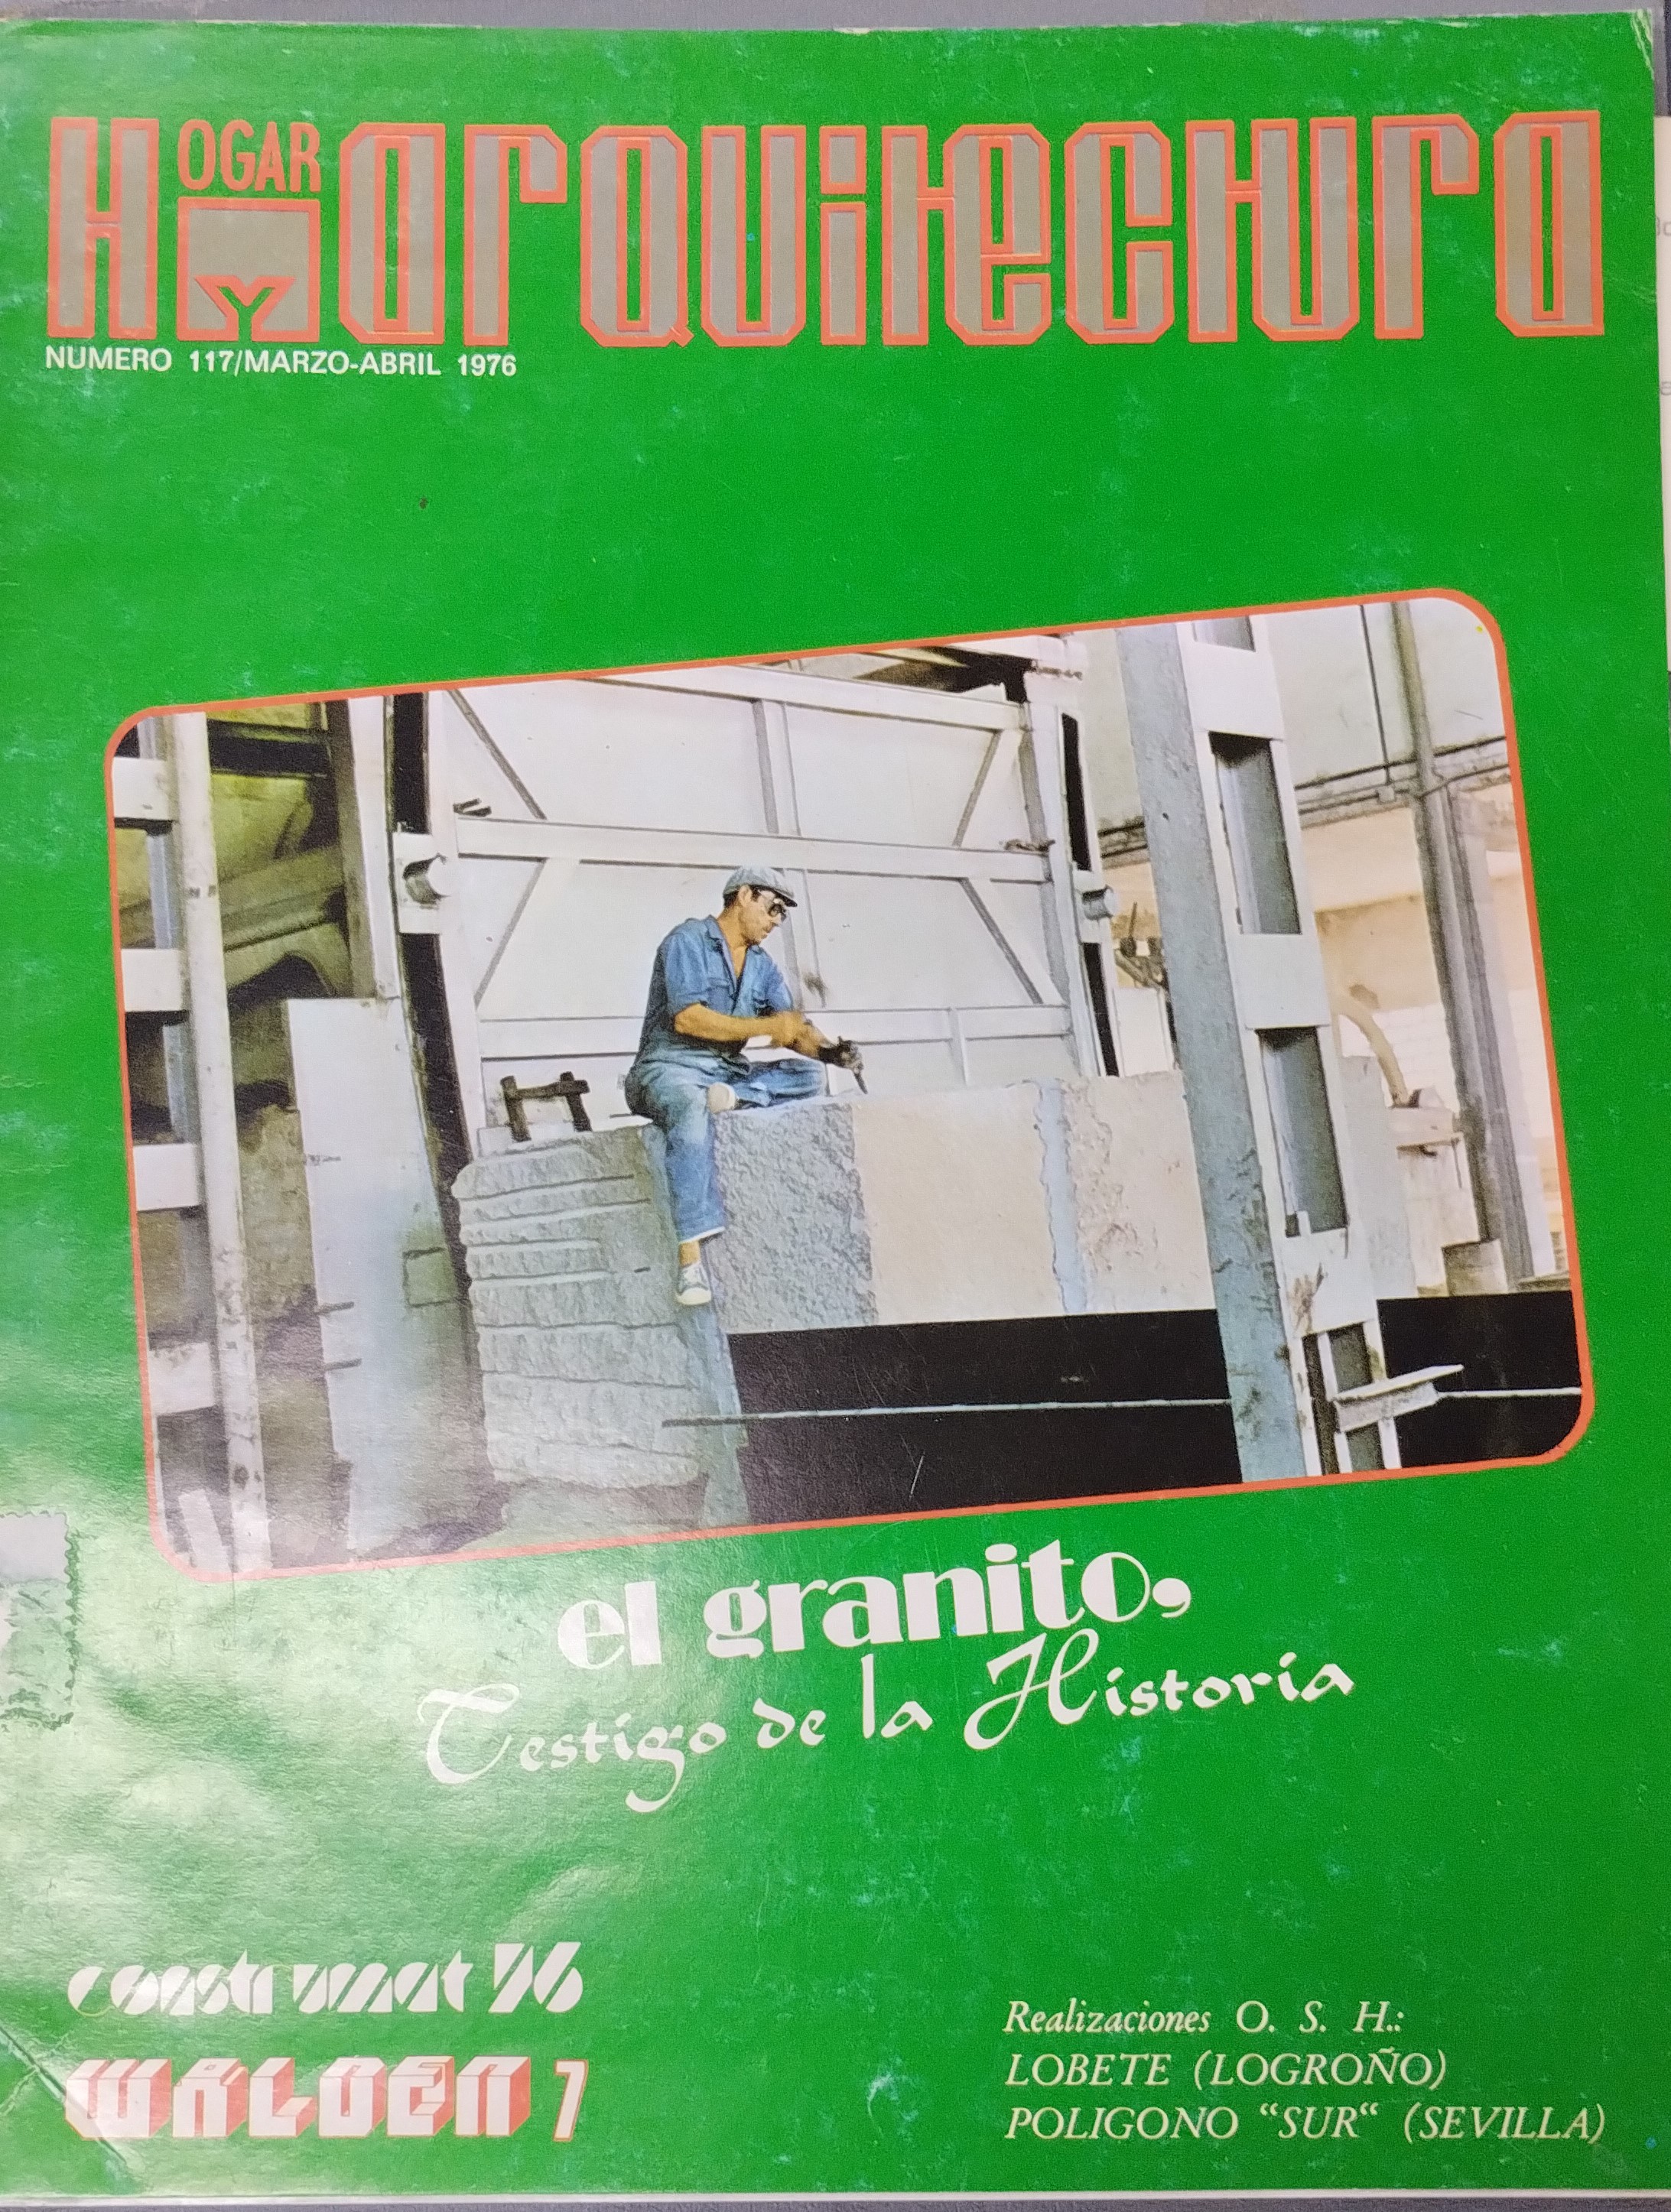 HOGAR Y arquitectura
NUMERO 117/MARZO-ABRIL 1976
el granito,
Testigo de la Historia
construmat 76
WALDEN 7
Realizaciones O. S. H.:
LOBETE (LOGROÑO)
POLIGONO “SUR“ (SEVILLA)